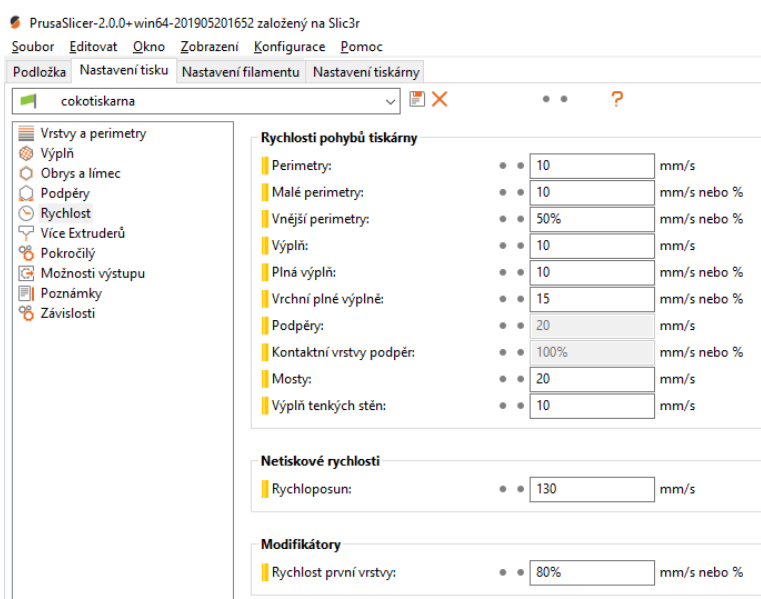 PrusaSlicer-2.0.0+win64-201905201652 založený na Slic3r
Soubor Editovat Okno Zobrazení Konfigurace Pomoc
Podložka Nastavení tisku Nastavení filamentu Nastavení tiskárny
cokotiskarna ?
Vrstvy a perimetry
Výplň
Obrys a límec
Podpěry
Rychlost
Více Extruderů
Pokročilý
Možnosti výstupu
Poznámky
Závislosti
Rychlosti pohybů tiskárny
Perimetry: 10 mm/s
Malé perimetry: 10 mm/s nebo %
Vnější perimetry: 50% mm/s nebo %
Výplň: 10 mm/s
Plná výplň: 10 mm/s nebo %
Vrchní plné výplně: 15 mm/s nebo %
Podpěry: 20 mm/s
Kontaktní vrstvy podpěr: 100% mm/s nebo %
Mosty: 20 mm/s
Výplň tenkých stěn: 10 mm/s
Netiskové rychlosti
Rychloposun: 130 mm/s
Modifikátory
Rychlost první vrstvy: 80% mm/s nebo %